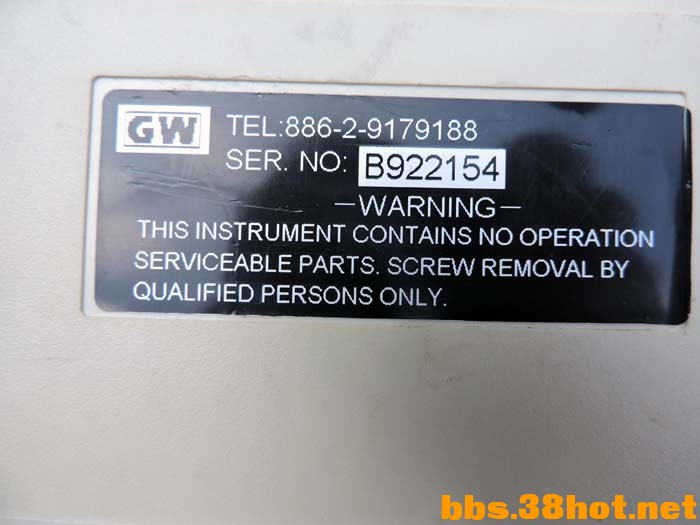 GW
TEL:886-2-9179188
SER. NO: B922154
—WARNING—
THIS INSTRUMENT CONTAINS NO OPERATION
SERVICEABLE PARTS. SCREW REMOVAL BY
QUALIFIED PERSONS ONLY.
bbs.38hot.net